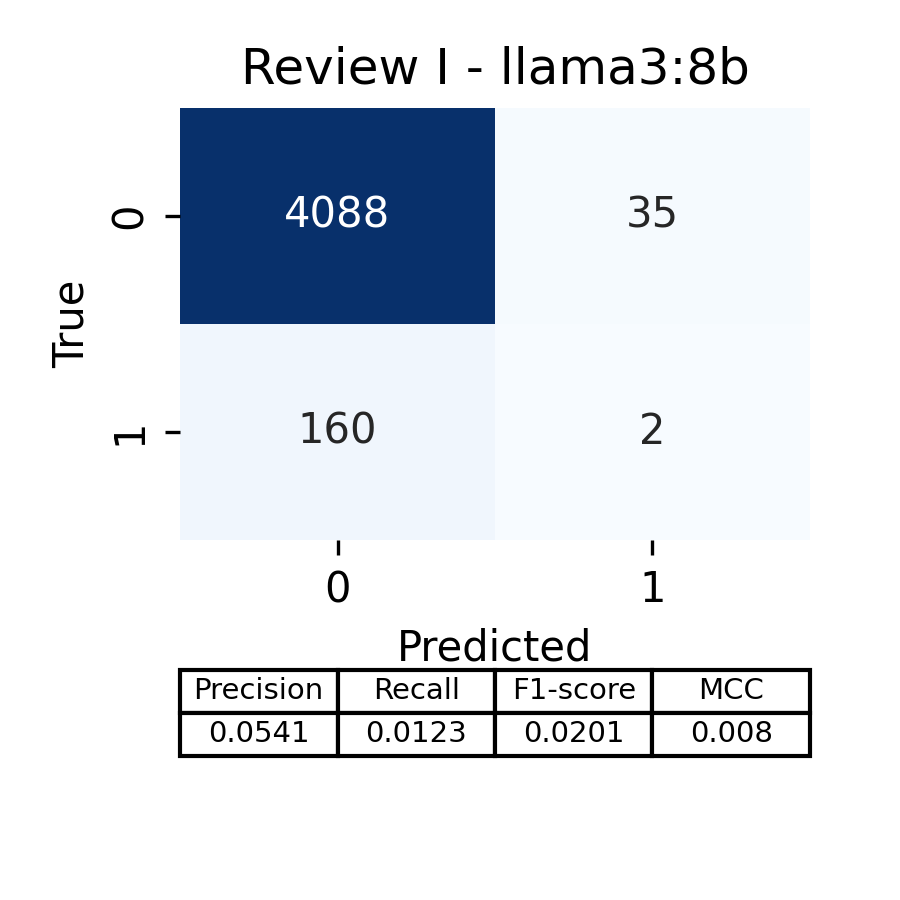 Review I - llama3:8b
0 4088 35
True
1 160 2
0 1
Predicted
Precision Recall F1-score MCC
0.0541 0.0123 0.0201 0.008